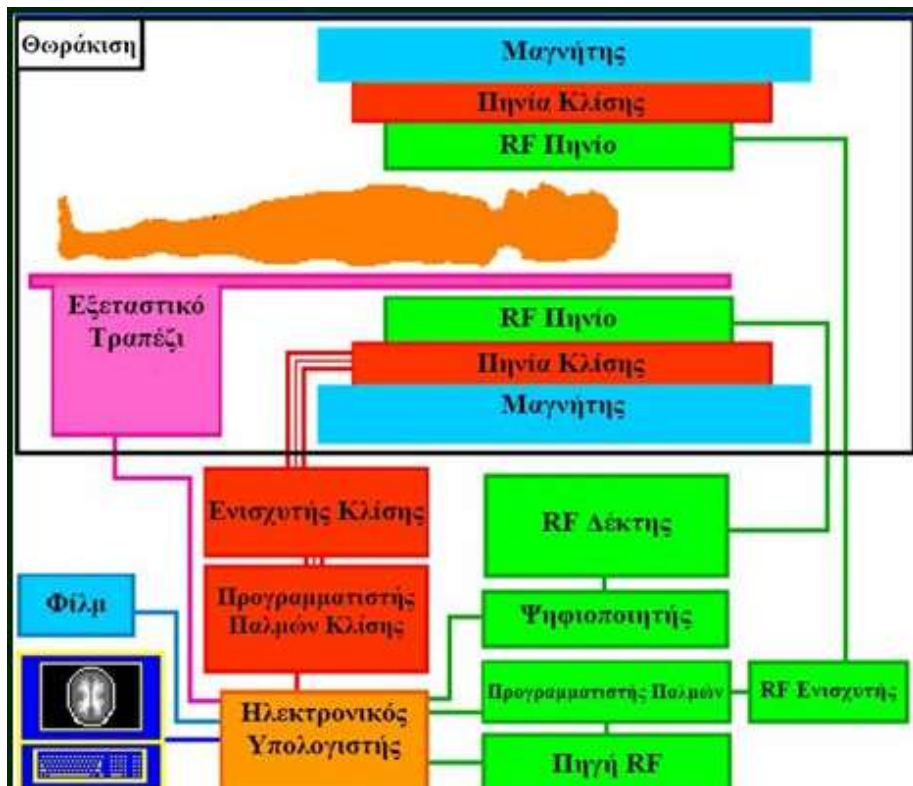 Θωράκιση
Μαγνήτης
Πηνία Κλίσης
RF Πηνίο
Εξεταστικό
Τραπέζι
RF Πηνίο
Πηνία Κλίσης
Μαγνήτης
Ενισχυτής Κλίσης
RF Δέκτης
Φίλμ
Προγραμματιστής
Παλμών Κλίσης
Ψηφιοποιητής
Προγραμματιστής Παλμών
RF Ενισχυτής
Ηλεκτρονικός
Υπολογιστής
Πηγή RF